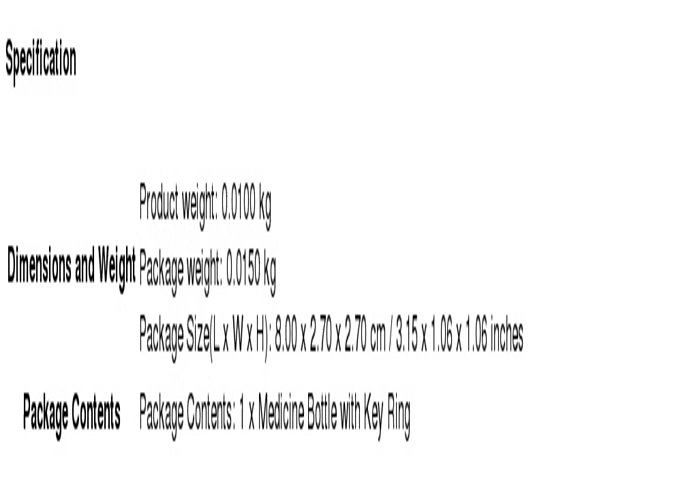 Specification
Product weight: 0.0100 kg
Dimensions and Weight Package weight: 0.0150 kg
Package Size(L x W x H): 8.00 x 2.70 x 2.70 cm / 3.15 x 1.06 x 1.06 inches
Package Contents Package Contents: 1 x Medicine Bottle with Key Ring